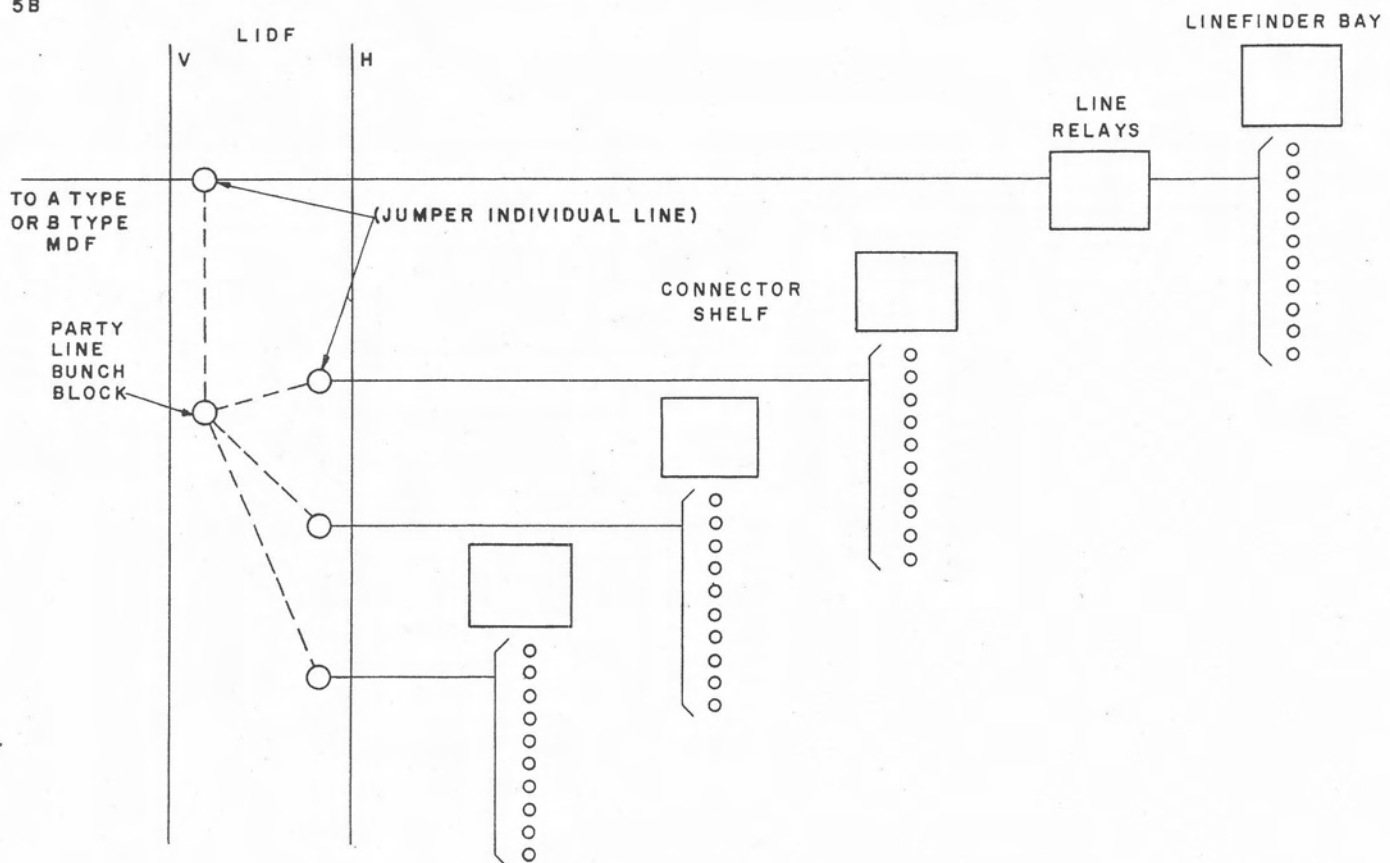 5B
LIDF
V
H
LINEFINDER BAY
LINE
RELAYS
TO A TYPE
OR B TYPE
MDF
(JUMPER INDIVIDUAL LINE)
CONNECTOR
SHELF
PARTY
LINE
BUNCH
BLOCK